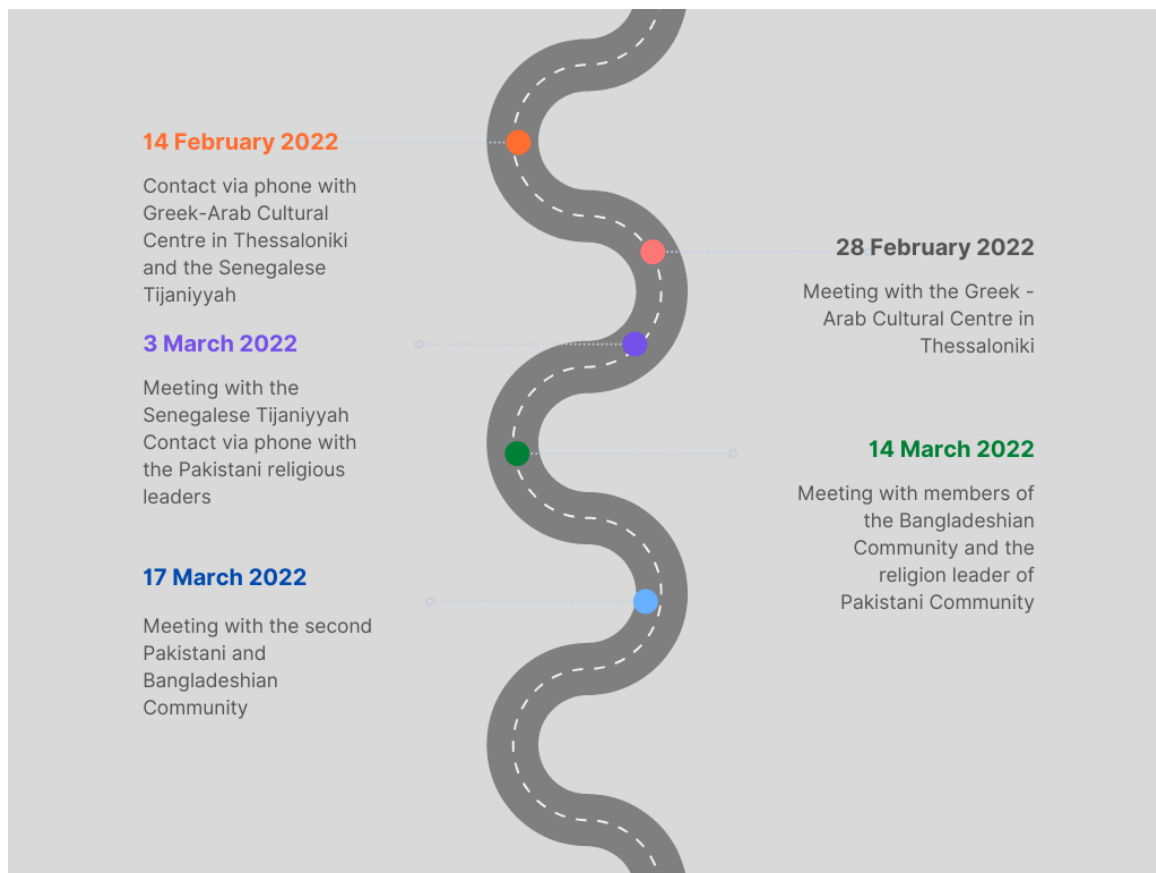 14 February 2022
Contact via phone with
Greek-Arab Cultural
Centre in Thessaloniki
and the Senegalese
Tijaniyyah
28 February 2022
Meeting with the Greek -
Arab Cultural Centre in
Thessaloniki
3 March 2022
Meeting with the
Senegalese Tijaniyyah
Contact via phone with
the Pakistani religious
leaders
14 March 2022
Meeting with members of
the Bangladeshian
Community and the
religion leader of
Pakistani Community
17 March 2022
Meeting with the second
Pakistani and
Bangladeshian
Community